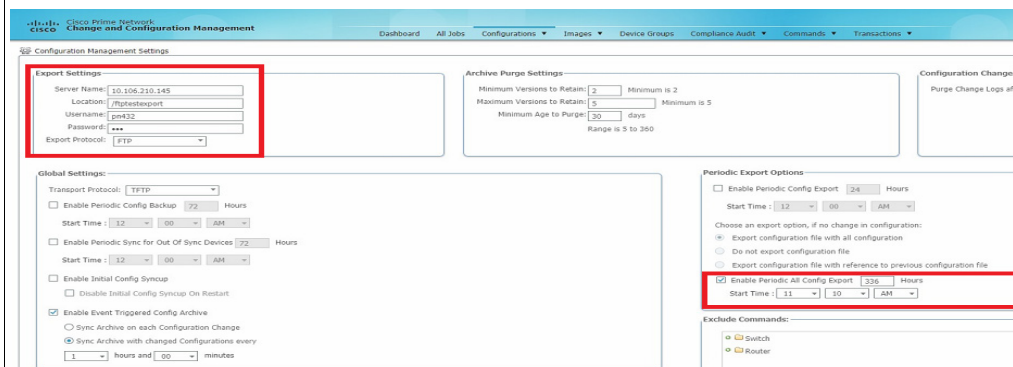 Cisco Prime Network
CISCO Change and Configuration Management
Dashboard All Jobs Configurations Images Device Groups Compliance Audit Commands Transactions
Configuration Management Settings
Export Settings
Server Name: 10.106.210.145
Location: /ftptestexport
Username: pn432
Password: •••
Export Protocol: FTP
Archive Purge Settings
Minimum Versions to Retain: 2 Minimum is 2
Maximum Versions to Retain: 5 Minimum is 5
Minimum Age to Purge: 30 days
Range is 5 to 360
Configuration Change
Purge Change Logs af
Global Settings:
Transport Protocol: TFTP
Enable Periodic Config Backup 72 Hours
Start Time : 12 00 AM
Enable Periodic Sync for Out Of Sync Devices 72 Hours
Start Time : 12 00 AM
Enable Initial Config Syncup
Disable Initial Config Syncup On Restart
Enable Event Triggered Config Archive
Sync Archive on each Configuration Change
Sync Archive with changed Configurations every
1 hours and 00 minutes
Periodic Export Options
Enable Periodic Config Export 24 Hours
Start Time : 12 00 AM
Choose an export option, if no change in configuration:
Export configuration file with all configuration
Do not export configuration file
Export configuration file with reference to previous configuration file
Enable Periodic All Config Export 336 Hours
Start Time : 11 10 AM
Exclude Commands:
Switch
Router